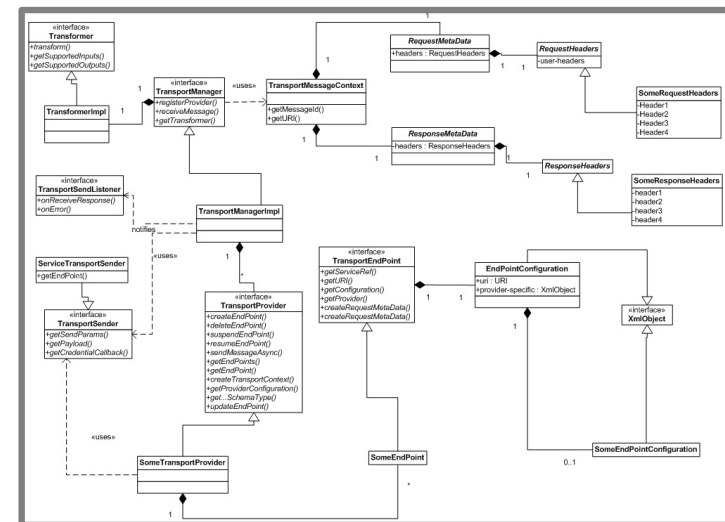 «interface»
Transformer
+transform()
+getSupportedInputs()
+getSupportedOutputs()
TransformerImpl
1
1
«interface»
TransportManager
+registerProvider()
+receiveMessage()
+getTransformer()
«uses»
TransportMessageContext
+getMessageId()
+getURI()
1
1
1
1
RequestMetaData
+headers : RequestHeaders
1
1
RequestHeaders
-user-headers
SomeRequestHeaders
-Header1
-Header2
-Header3
-Header4
ResponseMetaData
-headers : ResponseHeaders
1
1
ResponseHeaders
SomeResponseHeaders
-header1
-header2
-header3
-header4
«interface»
TransportSendListener
+onReceiveResponse()
+onError()
notifies
TransportManagerImpl
1
*
«uses»
ServiceTransportSender
+getEndPoint()
«interface»
TransportSender
+getSendParams()
+getPayload()
+getCredentialCallback()
«interface»
TransportProvider
+createEndPoint()
+deleteEndPoint()
+suspendEndPoint()
+resumeEndPoint()
+sendMessageAsync()
+getEndPoints()
+getEndPoint()
+createTransportContext()
+getProviderConfiguration()
+get...SchemaType()
+updateEndPoint()
«interface»
TransportEndPoint
+getServiceRef()
+getURI()
+getConfiguration()
+getProvider()
+createRequestMetaData()
+createRequestMetaData()
1
1
EndPointConfiguration
+uri : URI
+provider-specific : XmlObject
1
«interface»
XmlObject
«uses»
SomeTransportProvider
1
SomeEndPoint
*
SomeEndPointConfiguration
0..1